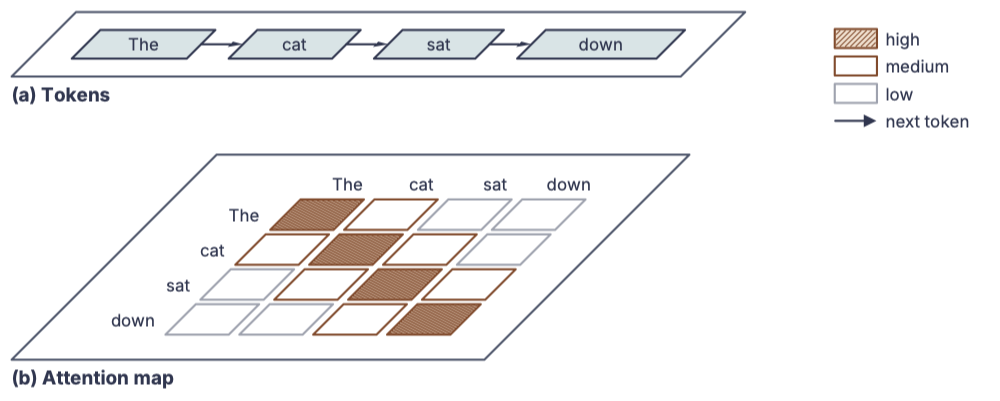 The cat sat down
(a) Tokens
high
medium
low
next token
The cat sat down
The
cat
sat
down
(b) Attention map